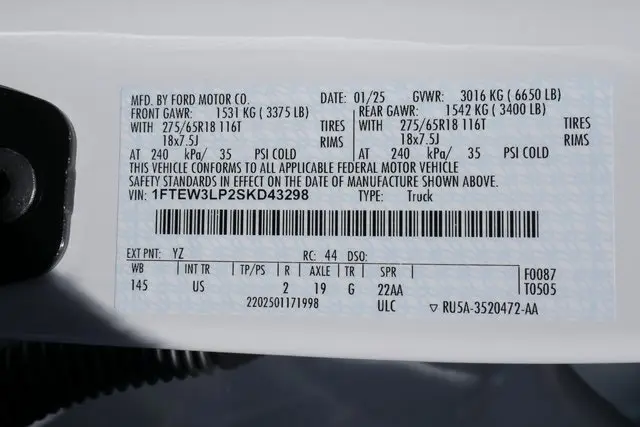 MFD. BY FORD MOTOR CO. DATE: 01/25 GVWR: 3016 KG ( 6650 LB)
FRONT GAWR: 1531 KG ( 3375 LB) REAR GAWR: 1542 KG ( 3400 LB)
WITH 275/65R18 116T TIRES WITH 275/65R18 116T TIRES
18x7.5J RIMS 18x7.5J RIMS
AT 240 kPa/ 35 PSI COLD AT 240 kPa/ 35 PSI COLD
THIS VEHICLE CONFORMS TO ALL APPLICABLE FEDERAL MOTOR VEHICLE
SAFETY STANDARDS IN EFFECT ON THE DATE OF MANUFACTURE SHOWN ABOVE.
VIN: 1FTEW3LP2SKD43298 TYPE: Truck
EXT PNT: YZ RC: 44 DSO:
WB INT TR TP/PS R AXLE TR SPR F0087
145 US 2 19 G 22AA T0505
2202501171998 ULC ▽ RU5A-3520472-AA